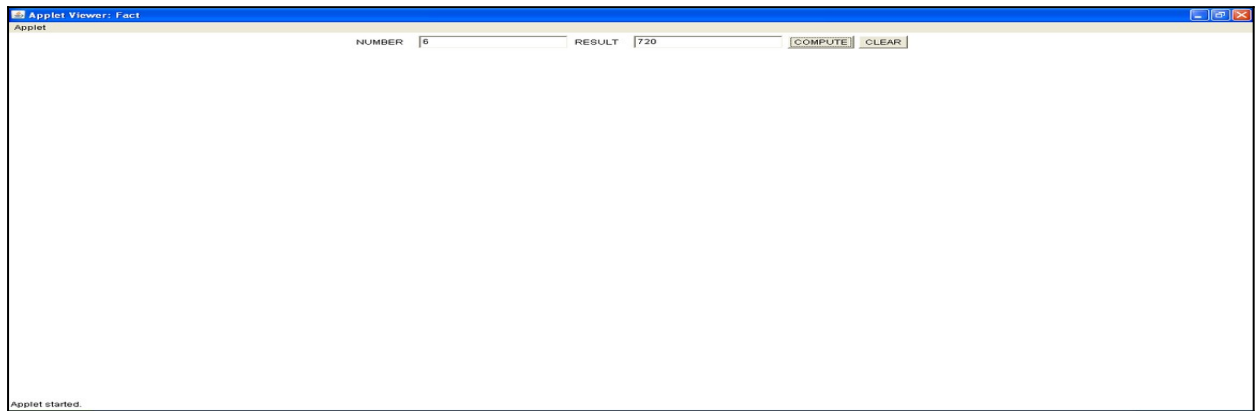 Applet Viewer: Fact
Applet
NUMBER 6 RESULT 720 COMPUTE CLEAR
Applet started.